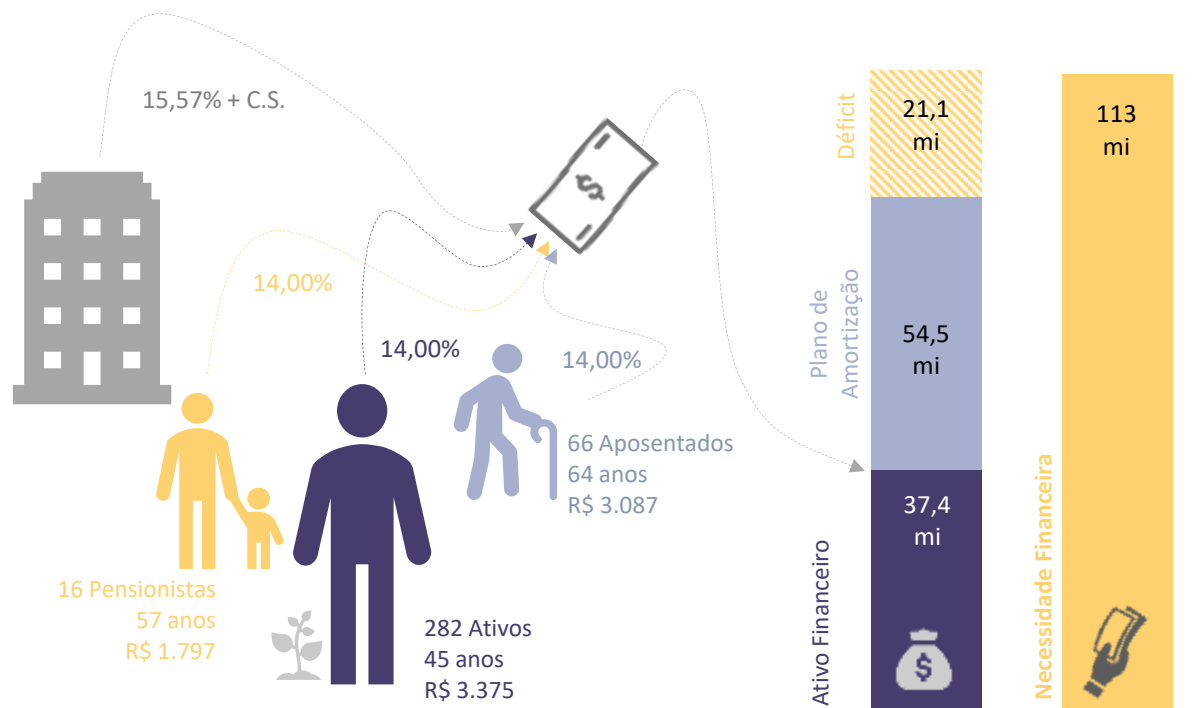 15,57% + C.S.
14,00%
14,00%
14,00%
66 Aposentados
64 anos
R$ 3.087
16 Pensionistas
57 anos
R$ 1.797
282 Ativos
45 anos
R$ 3.375
$
Déficit
21,1
mi
Plano de
Amortização
54,5
mi
Ativo Financeiro
37,4
mi
$
Necessidade Financeira
113
mi